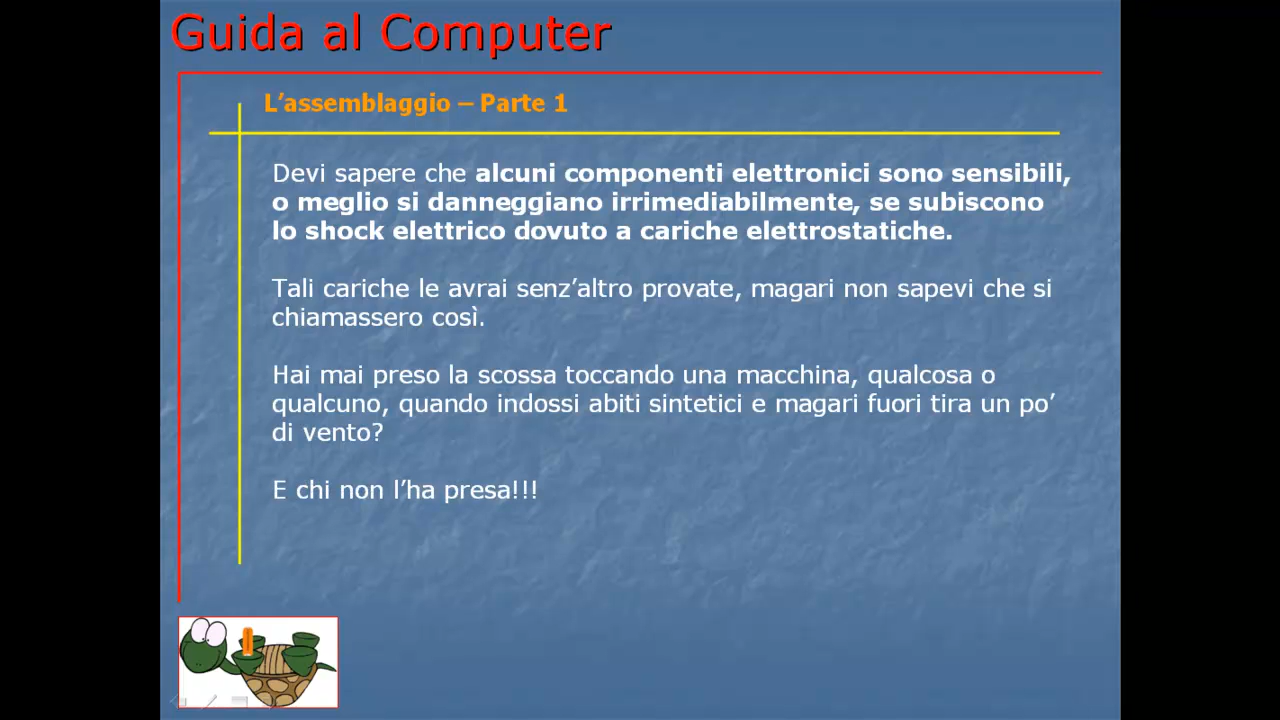 Guida al Computer
L’assemblaggio – Parte 1
Devi sapere che alcuni componenti elettronici sono sensibili,
o meglio si danneggiano irrimediabilmente, se subiscono
lo shock elettrico dovuto a cariche elettrostatiche.
Tali cariche le avrai senz’altro provate, magari non sapevi che si
chiamassero così.
Hai mai preso la scossa toccando una macchina, qualcosa o
qualcuno, quando indossi abiti sintetici e magari fuori tira un po’
di vento?
E chi non l’ha presa!!!